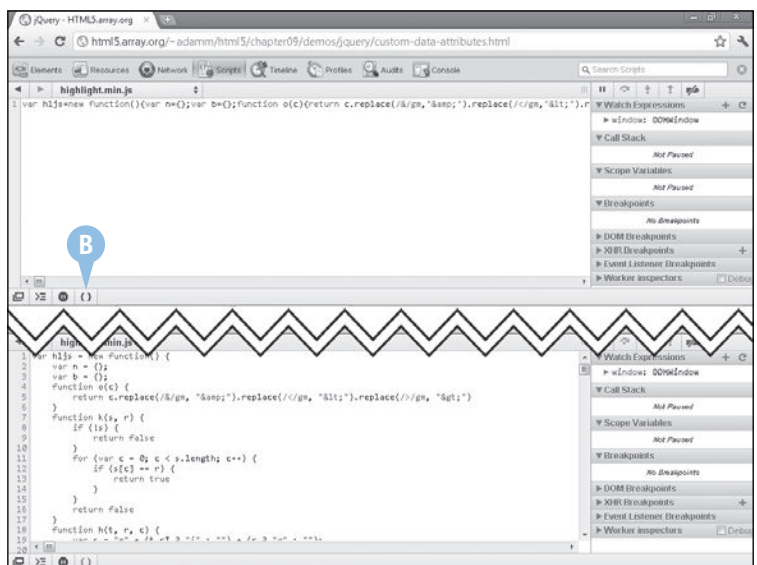 jQuery - HTML5.array.org
html5.array.org/~adamm/html5/chapter09/demos/jquery/custom-data-attributes.html
Elements Resources Network Scripts Timeline Profiles Audits Console Search Scripts
highlight.min.js
1 var hljs=new function(){var n={};var b={};function o(c){return c.replace(/&/gm,"&amp;").replace(/</gm,"&lt;").r
Watch Expressions
window: DOMWindow
Call Stack
Not Paused
Scope Variables
Not Paused
Breakpoints
No Breakpoints
DOM Breakpoints
XHR Breakpoints
Event Listener Breakpoints
Worker inspectors Debug
B
{}
min.js
1 var hljs = new function() {
2 var n = {};
3 var b = {};
4 function o(c) {
5 return c.replace(/&/gm, "&amp;").replace(/</gm, "&lt;").replace(/>/gm, "&gt;")
6 }
7 function k(s, r) {
8 if (!s) {
9 return false
10 }
11 for (var c = 0; c < s.length; c++) {
12 if (s[c] == r) {
13 return true
14 }
15 }
16 return false
17 }
18 function h(t, r, c) {
19
20
Watch Expressions
window: DOMWindow
Call Stack
Not Paused
Scope Variables
Not Paused
Breakpoints
No Breakpoints
DOM Breakpoints
XHR Breakpoints
Event Listener Breakpoints
Worker inspectors Debug
{}